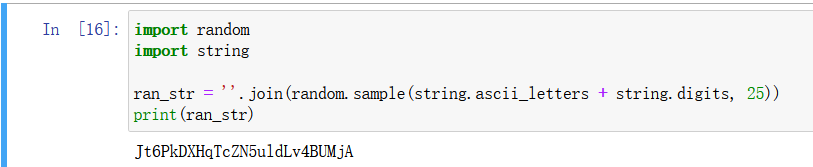 In [16]:
import random
import string
ran_str = ''.join(random.sample(string.ascii_letters + string.digits, 25))
print(ran_str)
Jt6PkDXHqTcZN5uldLv4BUMjA